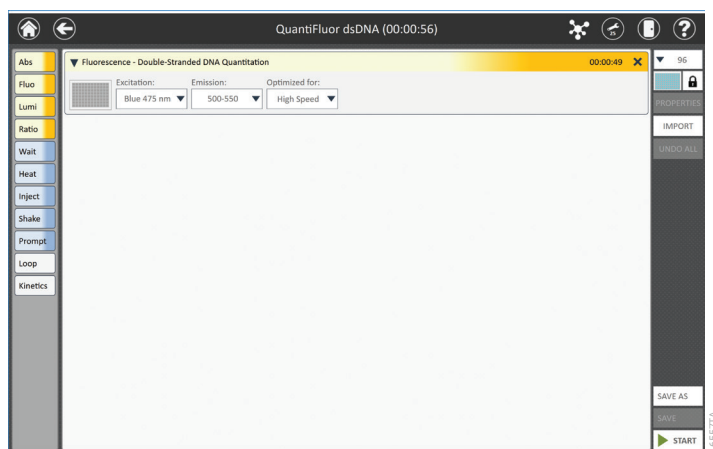 QuantiFluor dsDNA (00:00:56)
25
?
Abs
Fluo
Lumi
Ratio
Wait
Heat
Inject
Shake
Prompt
Loop
Kinetics
Fluorescence - Double-Stranded DNA Quantitation
00:00:49
Excitation:
Emission:
Optimized for:
Blue 475 nm
500-550
High Speed
96
PROPERTIES
IMPORT
UNDO ALL
SAVE AS
SAVE
START